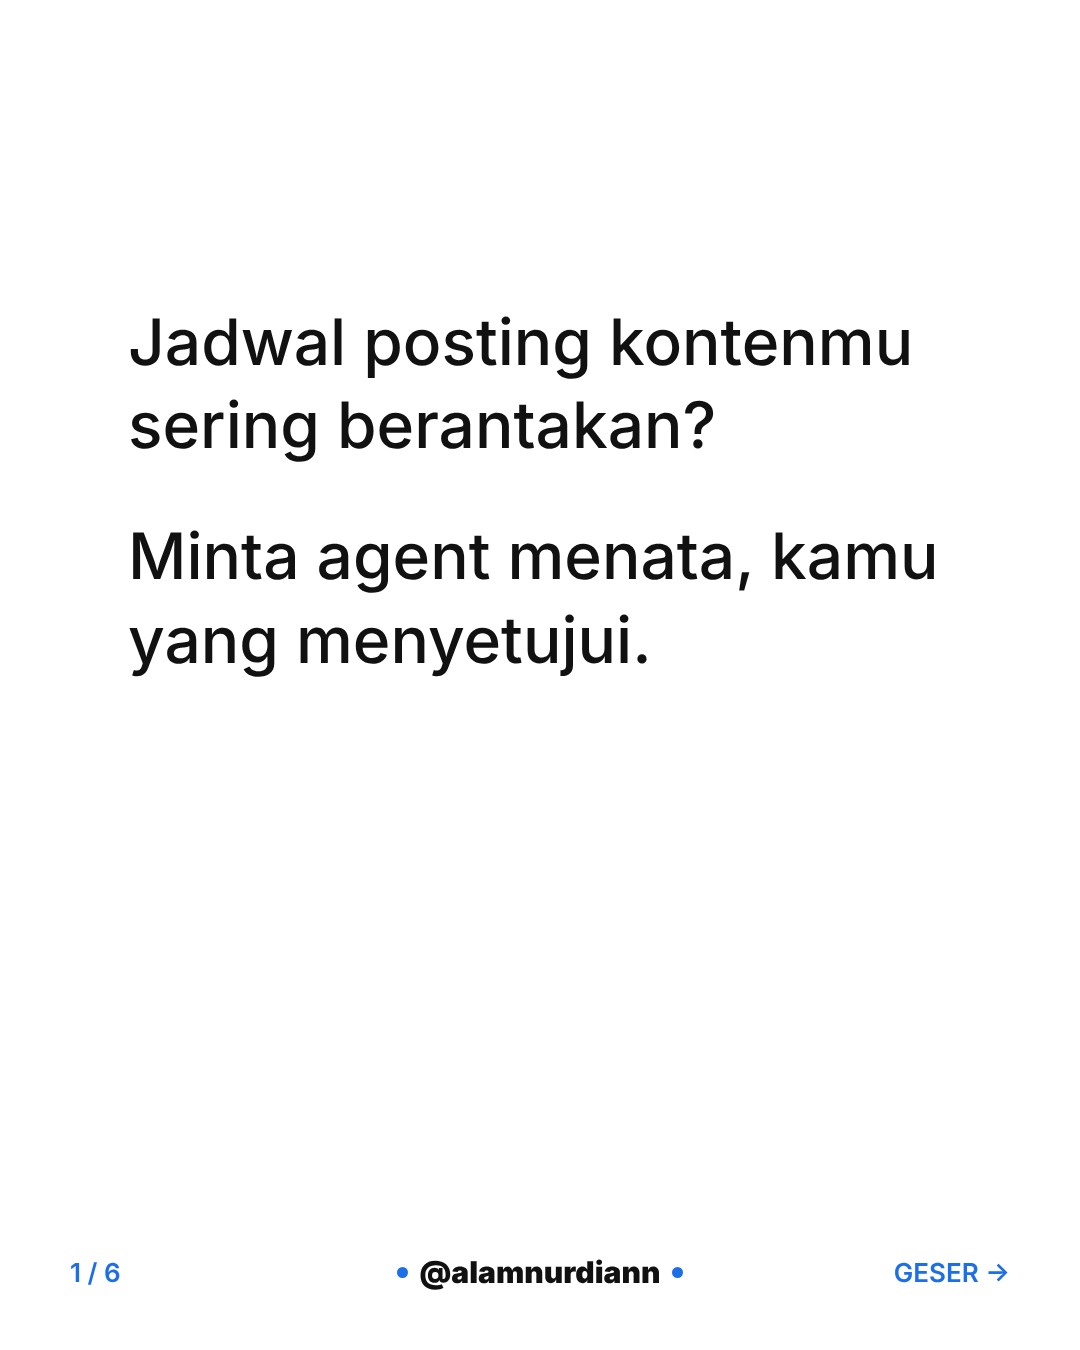 Jadwal posting kontenmu
sering berantakan?
Minta agent menata, kamu
yang menyetujui.
1 / 6
• @alamnurdiann •
GESER →